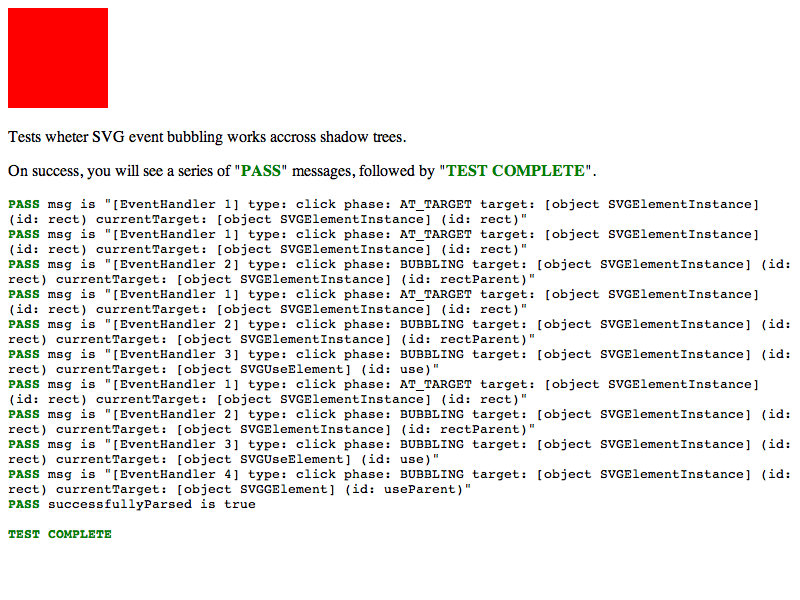 Tests wheter SVG event bubbling works accross shadow trees.
On success, you will see a series of "PASS" messages, followed by "TEST COMPLETE".
PASS msg is "[EventHandler 1] type: click phase: AT_TARGET target: [object SVGElementInstance]
(id: rect) currentTarget: [object SVGElementInstance] (id: rect)"
PASS msg is "[EventHandler 1] type: click phase: AT_TARGET target: [object SVGElementInstance]
(id: rect) currentTarget: [object SVGElementInstance] (id: rect)"
PASS msg is "[EventHandler 2] type: click phase: BUBBLING target: [object SVGElementInstance] (id:
rect) currentTarget: [object SVGElementInstance] (id: rectParent)"
PASS msg is "[EventHandler 1] type: click phase: AT_TARGET target: [object SVGElementInstance]
(id: rect) currentTarget: [object SVGElementInstance] (id: rect)"
PASS msg is "[EventHandler 2] type: click phase: BUBBLING target: [object SVGElementInstance] (id:
rect) currentTarget: [object SVGElementInstance] (id: rectParent)"
PASS msg is "[EventHandler 3] type: click phase: BUBBLING target: [object SVGElementInstance] (id:
rect) currentTarget: [object SVGUseElement] (id: use)"
PASS msg is "[EventHandler 1] type: click phase: AT_TARGET target: [object SVGElementInstance]
(id: rect) currentTarget: [object SVGElementInstance] (id: rect)"
PASS msg is "[EventHandler 2] type: click phase: BUBBLING target: [object SVGElementInstance] (id:
rect) currentTarget: [object SVGElementInstance] (id: rectParent)"
PASS msg is "[EventHandler 3] type: click phase: BUBBLING target: [object SVGElementInstance] (id:
rect) currentTarget: [object SVGUseElement] (id: use)"
PASS msg is "[EventHandler 4] type: click phase: BUBBLING target: [object SVGElementInstance] (id:
rect) currentTarget: [object SVGGElement] (id: useParent)"
PASS successfullyParsed is true
TEST COMPLETE